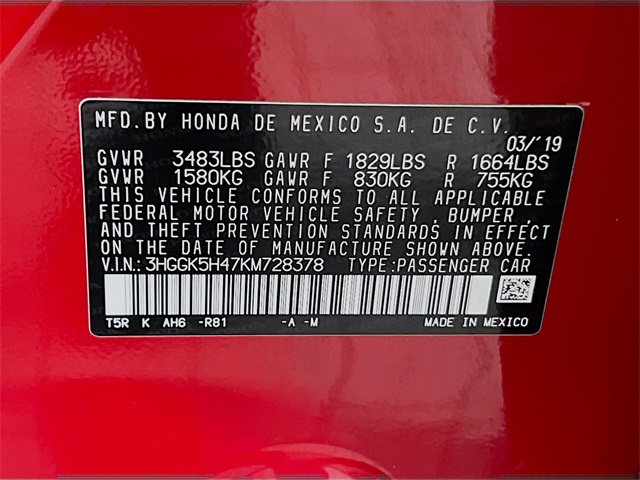 MFD. BY HONDA DE MEXICO S.A. DE C.V.
03/'19
GVWR 3483LBS GAWR F 1829LBS R 1664LBS
GVWR 1580KG GAWR F 830KG R 755KG
THIS VEHICLE CONFORMS TO ALL APPLICABLE
FEDERAL MOTOR VEHICLE SAFETY , BUMPER ,
AND THEFT PREVENTION STANDARDS IN EFFECT
ON THE DATE OF MANUFACTURE SHOWN ABOVE.
V.I.N.: 3HGGK5H47KM728378 TYPE:PASSENGER CAR
T5R K AH6 -R81 -A -M MADE IN MEXICO